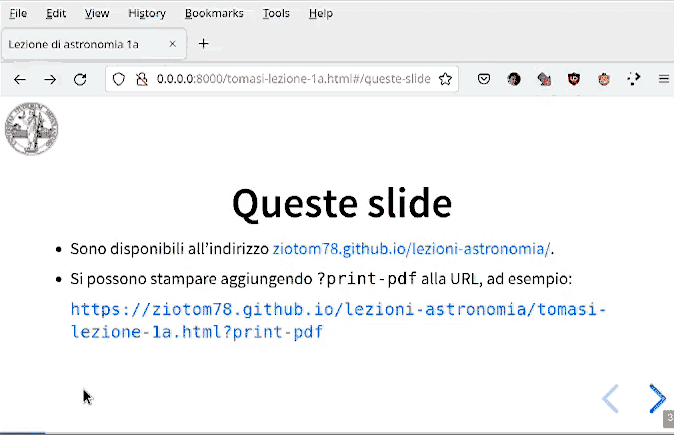 File Edit View History Bookmarks Tools Help
Lezione di astronomia 1a
0.0.0.0:8000/tomasi-lezione-1a.html#/queste-slide
Queste slide
Sono disponibili all’indirizzo ziotom78.github.io/lezioni-astronomia/.
Si possono stampare aggiungendo ?print-pdf alla URL, ad esempio:
https://ziotom78.github.io/lezioni-astronomia/tomasi-
lezione-1a.html?print-pdf
3